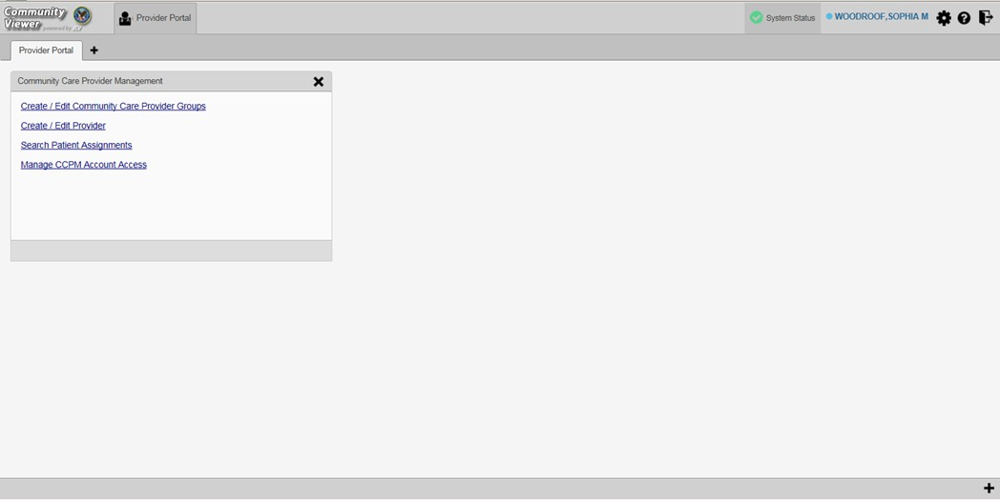 Community
Viewer
powered by
Provider Portal
System Status
WOODROOF,SOPHIA M
Provider Portal
Community Care Provider Management
Create / Edit Community Care Provider Groups
Create / Edit Provider
Search Patient Assignments
Manage CCPM Account Access